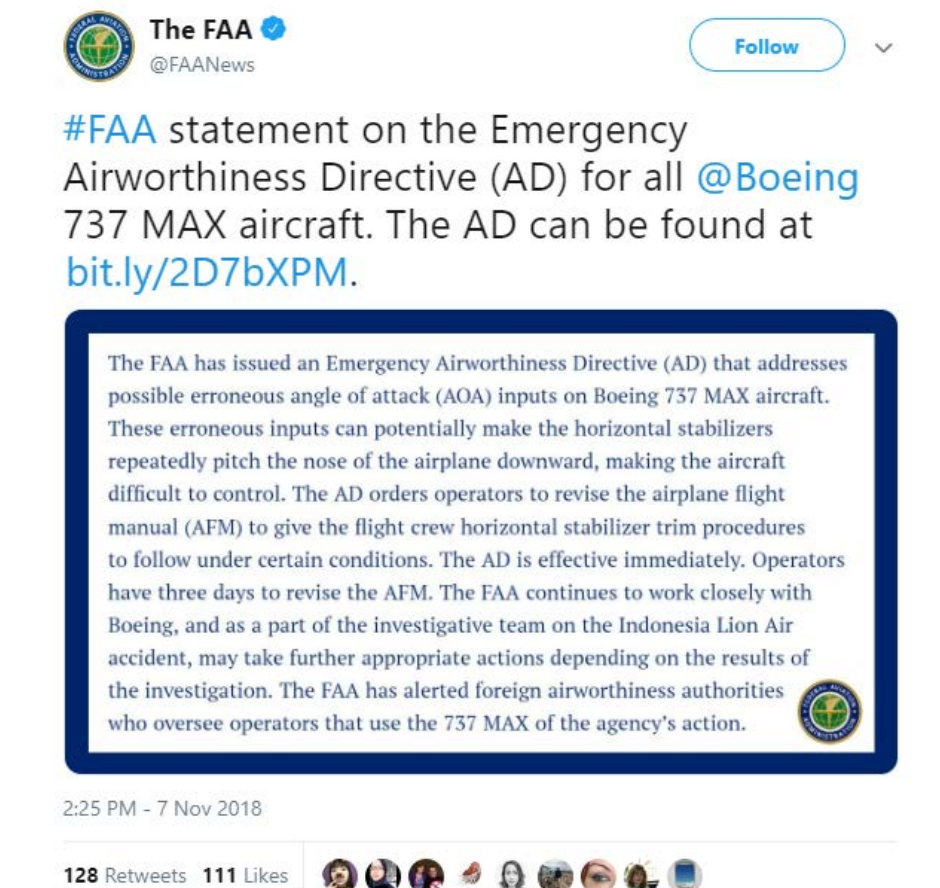 The FAA
@FAANews
Follow
#FAA statement on the Emergency
Airworthiness Directive (AD) for all @Boeing
737 MAX aircraft. The AD can be found at
bit.ly/2D7bXPM.
The FAA has issued an Emergency Airworthiness Directive (AD) that addresses
possible erroneous angle of attack (AOA) inputs on Boeing 737 MAX aircraft.
These erroneous inputs can potentially make the horizontal stabilizers
repeatedly pitch the nose of the airplane downward, making the aircraft
difficult to control. The AD orders operators to revise the airplane flight
manual (AFM) to give the flight crew horizontal stabilizer trim procedures
to follow under certain conditions. The AD is effective immediately. Operators
have three days to revise the AFM. The FAA continues to work closely with
Boeing, and as a part of the investigative team on the Indonesia Lion Air
accident, may take further appropriate actions depending on the results of
the investigation. The FAA has alerted foreign airworthiness authorities
who oversee operators that use the 737 MAX of the agency's action.
FEDERAL AVIATION ADMINISTRATION
2:25 PM - 7 Nov 2018
128 Retweets 111 Likes